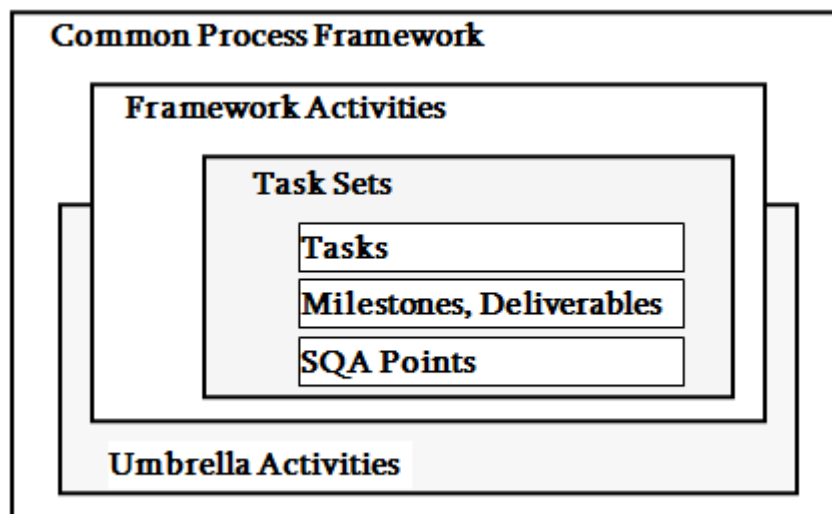 Common Process Framework
Framework Activities
Task Sets
Tasks
Milestones, Deliverables
SQA Points
Umbrella Activities